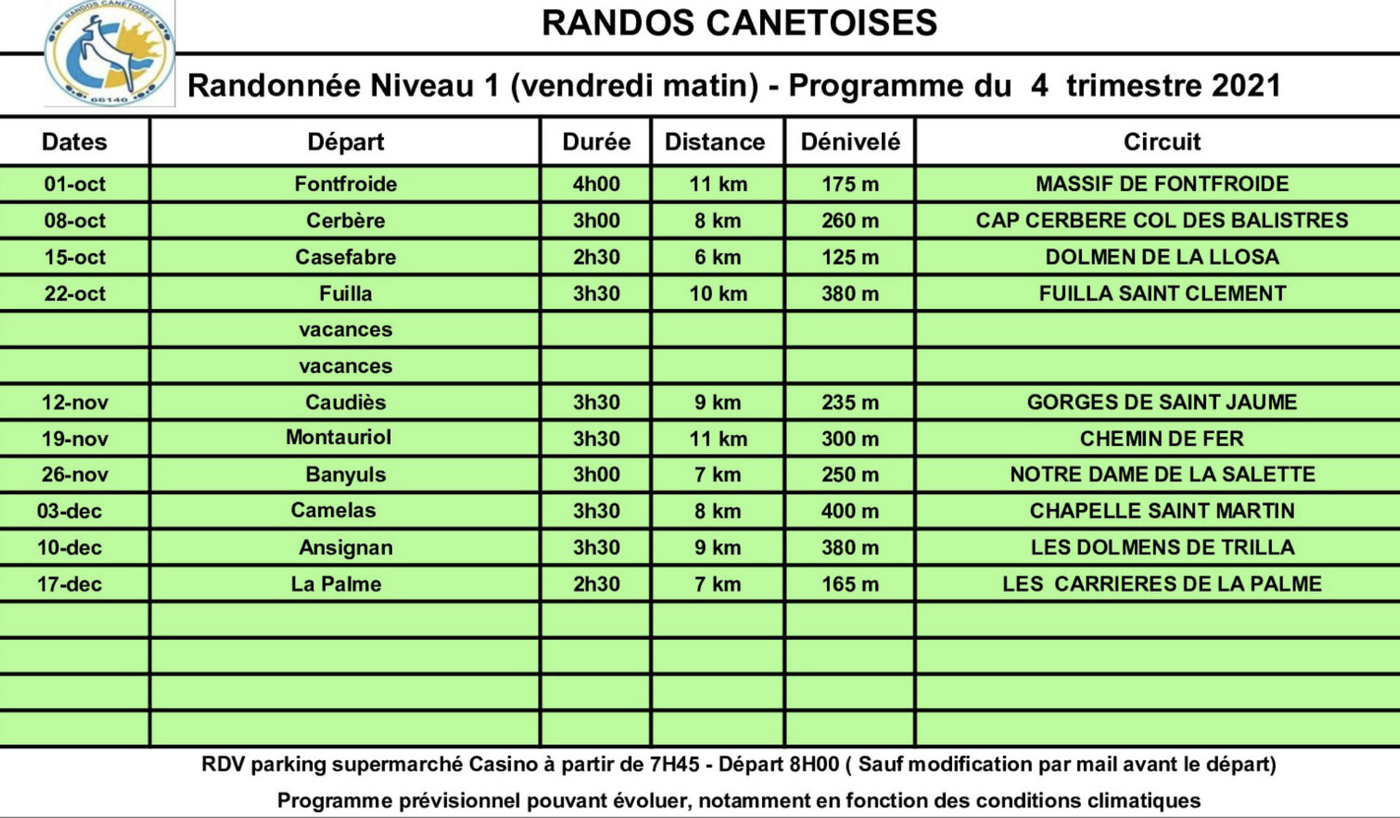 RANDOS CANETOISES
66140
RANDOS CANETOISES
Randonnée Niveau 1 (vendredi matin) - Programme du 4 trimestre 2021
Dates Départ Durée Distance Dénivelé Circuit
01-oct Fontfroide 4h00 11 km 175 m MASSIF DE FONTFROIDE
08-oct Cerbère 3h00 8 km 260 m CAP CERBERE COL DES BALISTRES
15-oct Casefabre 2h30 6 km 125 m DOLMEN DE LA LLOSA
22-oct Fuilla 3h30 10 km 380 m FUILLA SAINT CLEMENT
vacances
vacances
12-nov Caudiès 3h30 9 km 235 m GORGES DE SAINT JAUME
19-nov Montauriol 3h30 11 km 300 m CHEMIN DE FER
26-nov Banyuls 3h00 7 km 250 m NOTRE DAME DE LA SALETTE
03-dec Camelas 3h30 8 km 400 m CHAPELLE SAINT MARTIN
10-dec Ansignan 3h30 9 km 380 m LES DOLMENS DE TRILLA
17-dec La Palme 2h30 7 km 165 m LES CARRIERES DE LA PALME
RDV parking supermarché Casino à partir de 7H45 - Départ 8H00 ( Sauf modification par mail avant le départ)
Programme prévisionnel pouvant évoluer, notamment en fonction des conditions climatiques